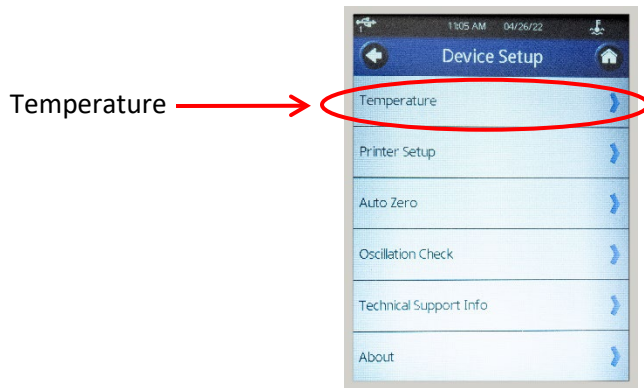 1
11:05 AM 04/26/22
Device Setup
Temperature
Temperature
Printer Setup
Auto Zero
Oscillation Check
Technical Support Info
About